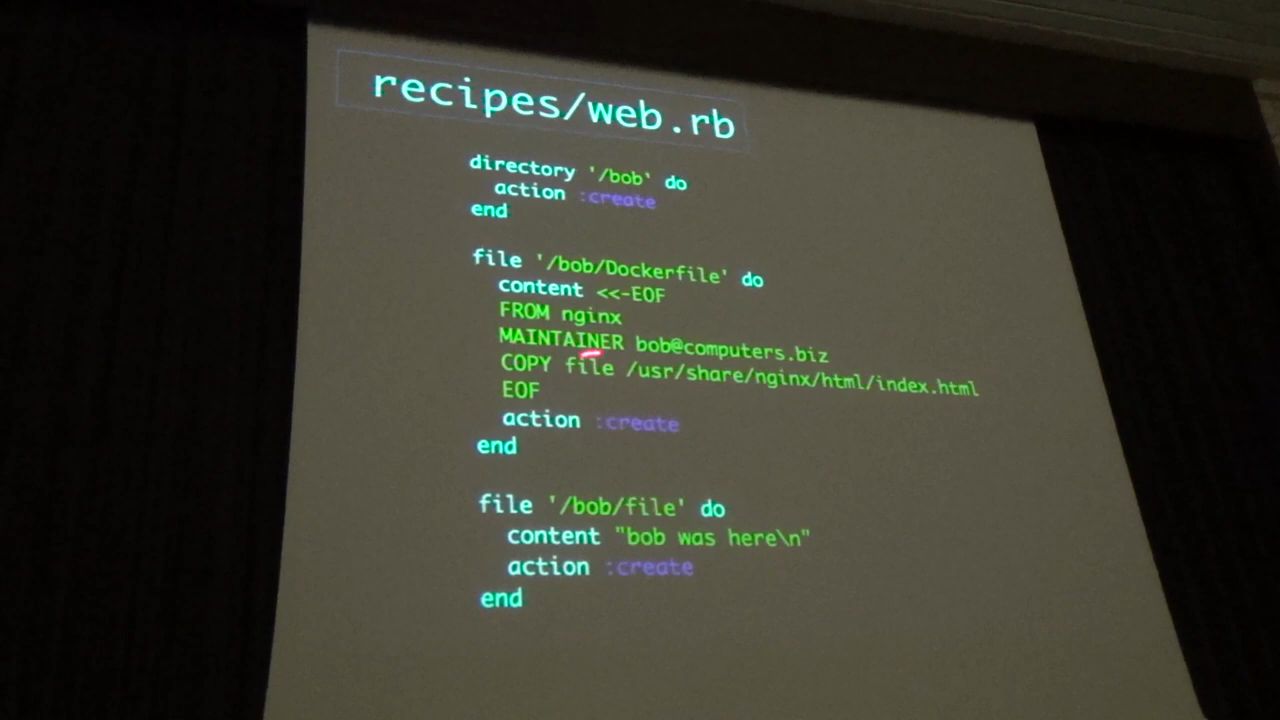 recipes/web.rb
directory '/bob' do
action :create
end
file '/bob/Dockerfile' do
content <<-EOF
FROM nginx
MAINTAINER bob@computers.biz
COPY file /usr/share/nginx/html/index.html
EOF
action :create
end
file '/bob/file' do
content "bob was here\n"
action :create
end